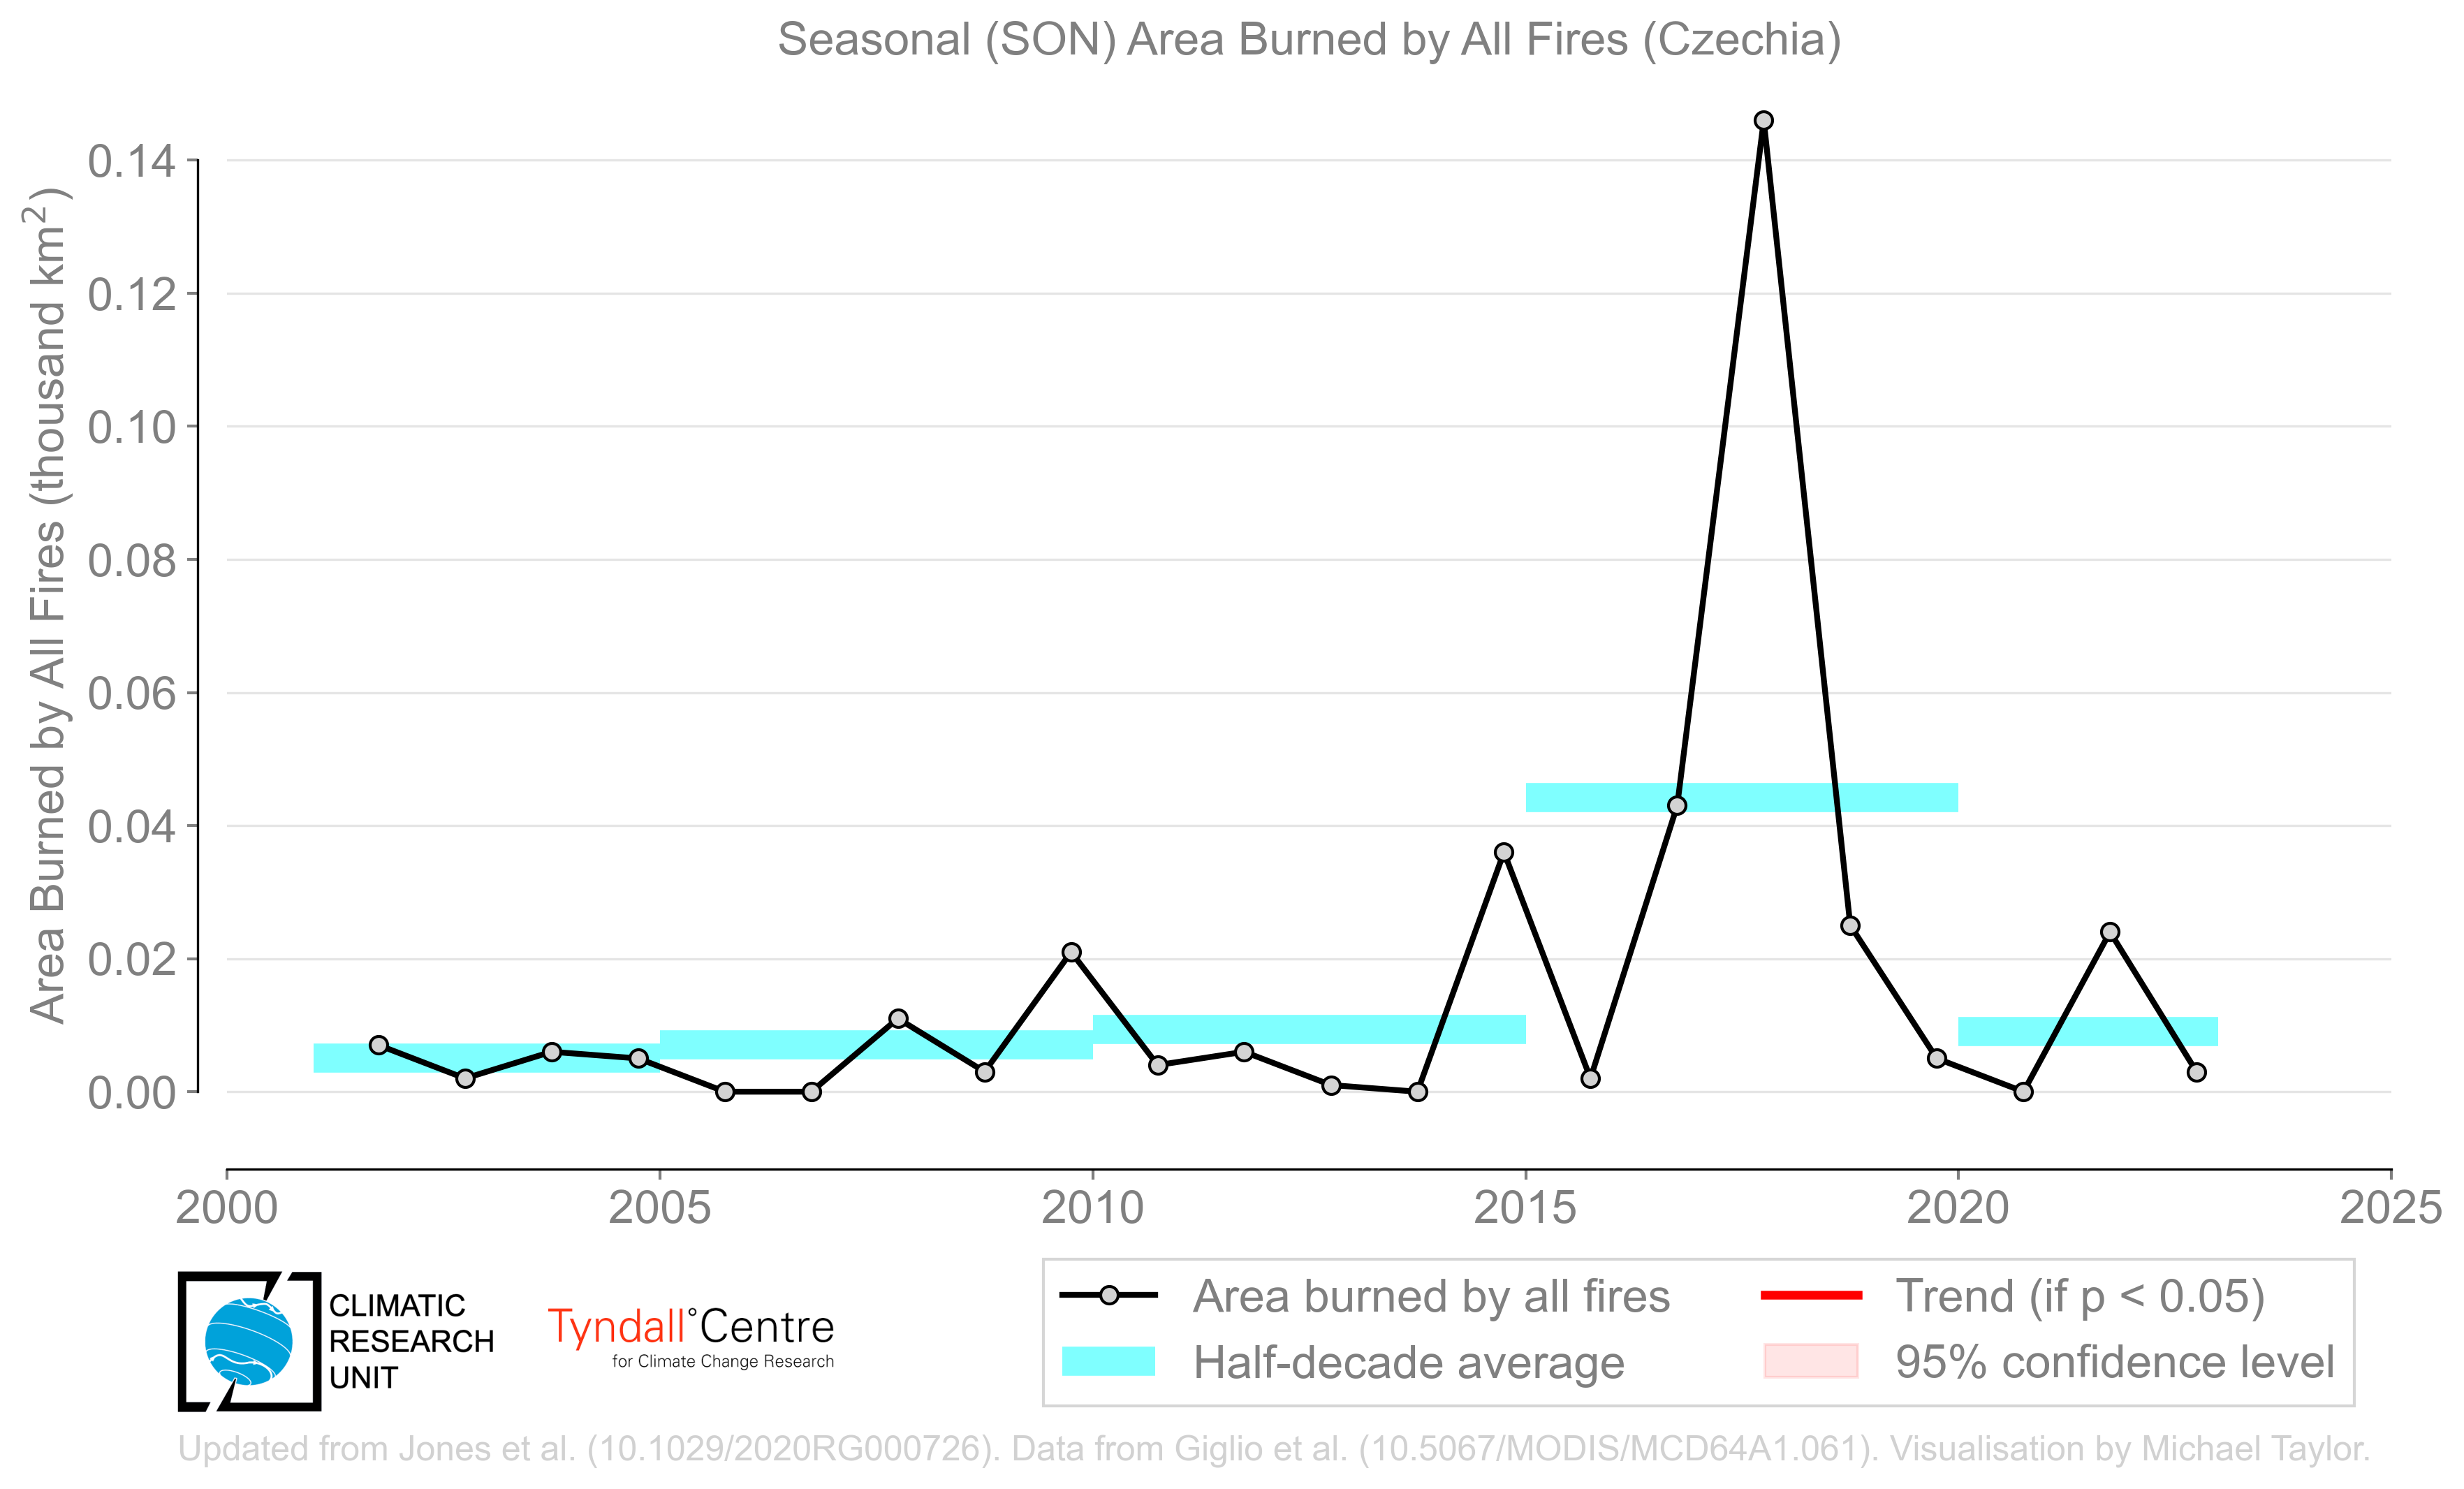 Seasonal (SON) Area Burned by All Fires (Czechia)
Area Burned by All Fires (thousand km²)
0.14
0.12
0.10
0.08
0.06
0.04
0.02
0.00
2000 2005 2010 2015 2020 2025
CLIMATIC
RESEARCH
UNIT
Tyndall°Centre
for Climate Change Research
Area burned by all fires
Half-decade average
Trend (if p < 0.05)
95% confidence level
Updated from Jones et al. (10.1029/2020RG000726). Data from Giglio et al. (10.5067/MODIS/MCD64A1.061). Visualisation by Michael Taylor.